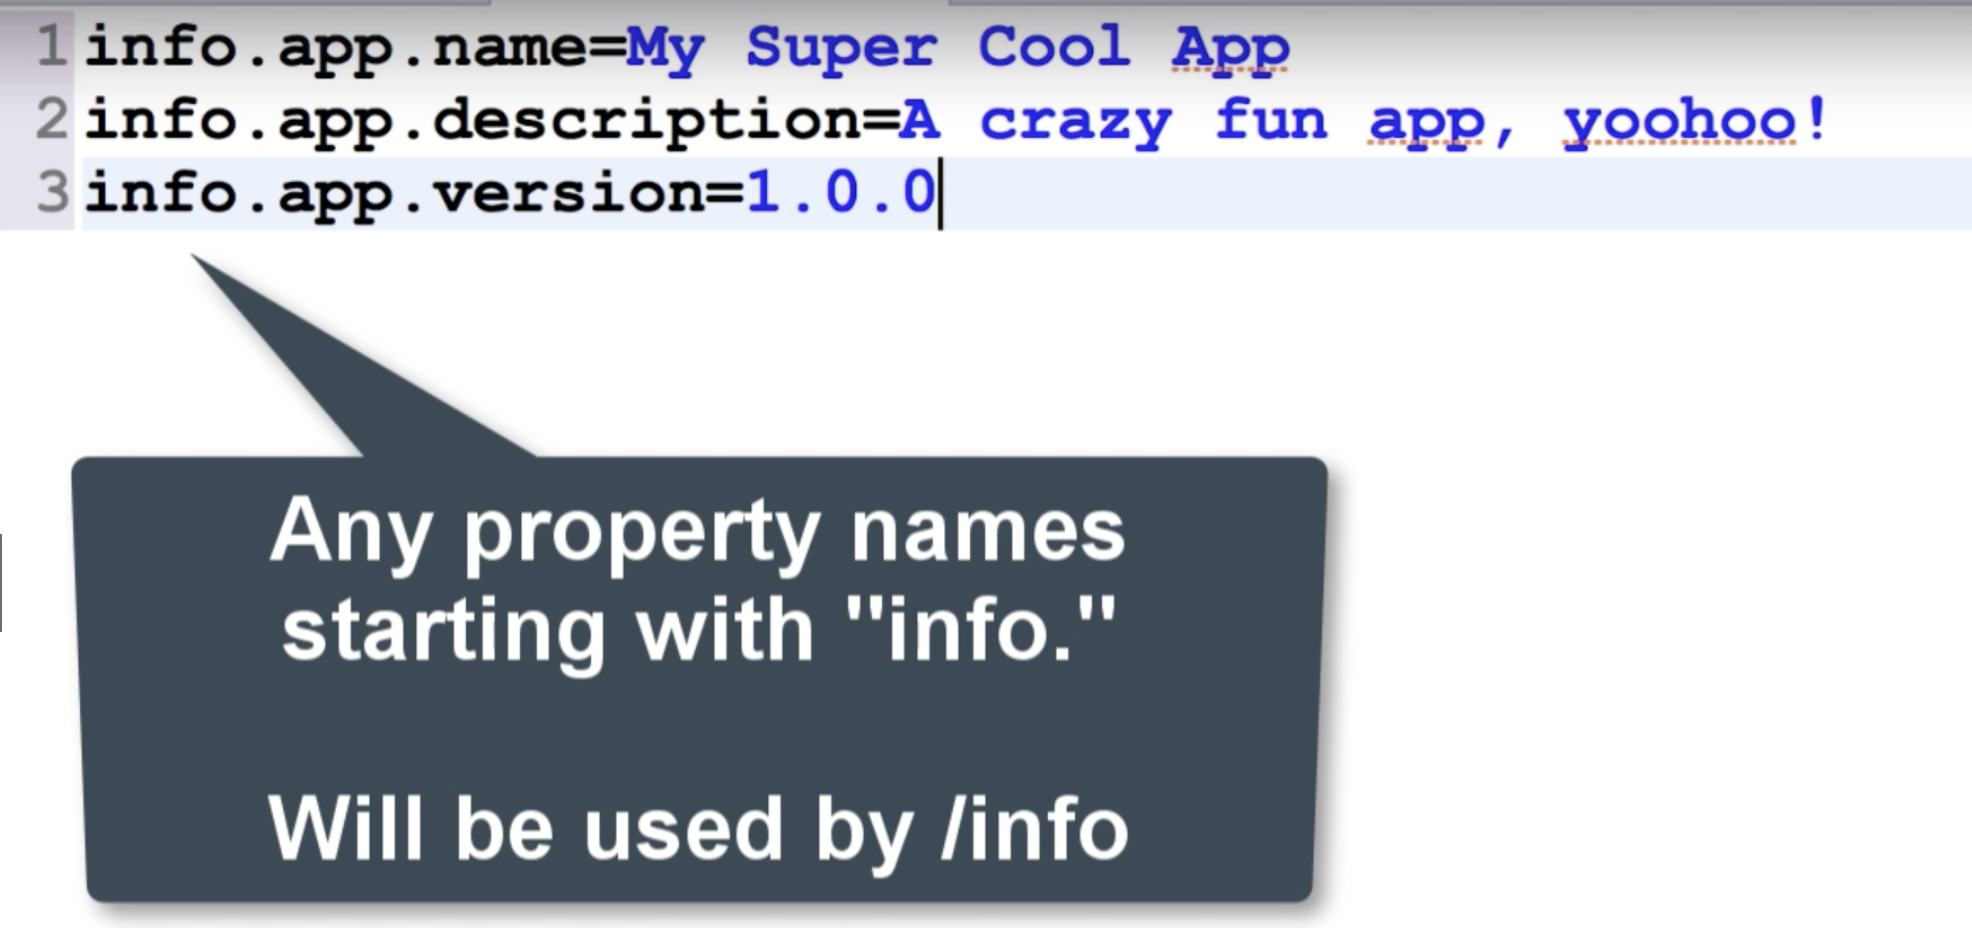 1 info.app.name=My Super Cool App
2 info.app.description=A crazy fun app, yoohoo!
3 info.app.version=1.0.0
Any property names
starting with "info."
Will be used by /info